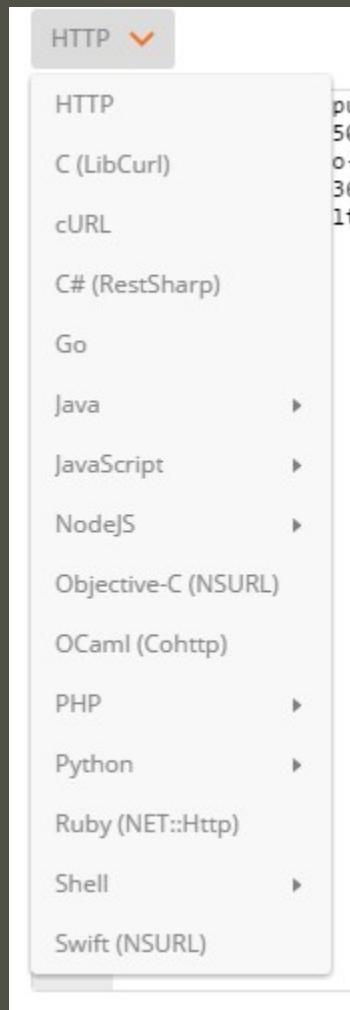 HTTP
HTTP
C (LibCurl)
cURL
C# (RestSharp)
Go
Java
JavaScript
NodeJS
Objective-C (NSURL)
OCaml (Cohttp)
PHP
Python
Ruby (NET::Http)
Shell
Swift (NSURL)